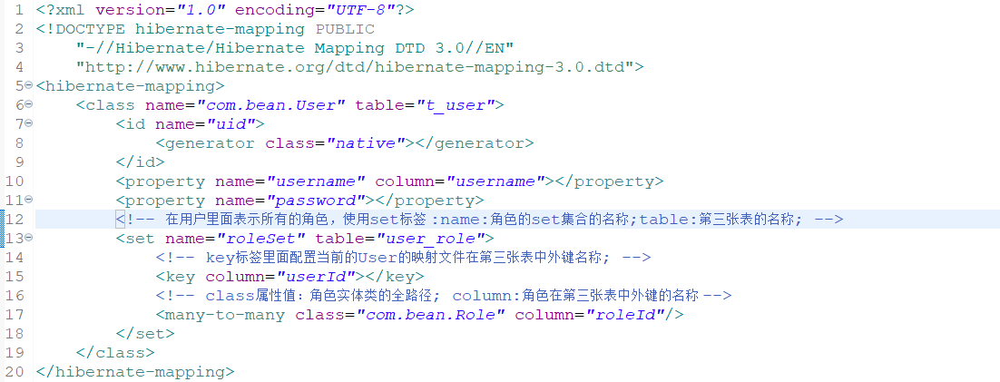 1 <?xml version="1.0" encoding="UTF-8"?>
2 <!DOCTYPE hibernate-mapping PUBLIC
3     "-//Hibernate/Hibernate Mapping DTD 3.0//EN"
4     "http://www.hibernate.org/dtd/hibernate-mapping-3.0.dtd">
5 <hibernate-mapping>
6     <class name="com.bean.User" table="t_user">
7         <id name="uid">
8             <generator class="native"></generator>
9         </id>
10         <property name="username" column="username"></property>
11         <property name="password"></property>
12         <!-- 在用户里面表示所有的角色，使用set标签 :name:角色的set集合的名称;table:第三张表的名称; -->
13         <set name="roleSet" table="user_role">
14             <!-- key标签里面配置当前的User的映射文件在第三张表中外键名称; -->
15             <key column="userId"></key>
16             <!-- class属性值：角色实体类的全路径; column:角色在第三张表中外键的名称 -->
17             <many-to-many class="com.bean.Role" column="roleId"/>
18         </set>
19     </class>
20 </hibernate-mapping>